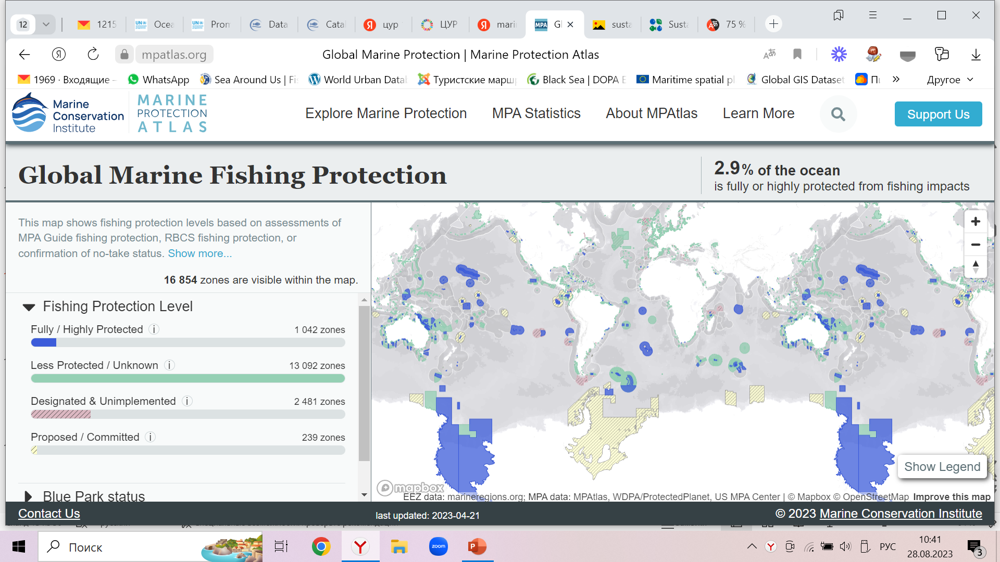 12
1215
Ocea
Prom
Data
Catal
цур
ЦУР
mari
Gl
susta
Susta
75 %
mpatlas.org
Global Marine Protection | Marine Protection Atlas
1969 · Входящие
WhatsApp
Sea Around Us | Fi
World Urban Datab
Туристские марш
Black Sea | DOPA E
Maritime spatial pl
Global GIS Dataset
Другое
Marine
Conservation
Institute
MARINE
PROTECTION
ATLAS
Explore Marine Protection
MPA Statistics
About MPAtlas
Learn More
Support Us
Global Marine Fishing Protection
2.9% of the ocean
is fully or highly protected from fishing impacts
This map shows fishing protection levels based on assessments of
MPA Guide fishing protection, RBCS fishing protection, or
confirmation of no-take status. Show more...
16 854 zones are visible within the map.
Fishing Protection Level
Fully / Highly Protected
1 042 zones
Less Protected / Unknown
13 092 zones
Designated & Unimplemented
2 481 zones
Proposed / Committed
239 zones
Blue Park status
Show Legend
mapbox
EEZ data: marineregions.org; MPA data: MPAtlas, WDPA/ProtectedPlanet, US MPA Center | © Mapbox © OpenStreetMap Improve this map
Contact Us
last updated: 2023-04-21
© 2023 Marine Conservation Institute
Поиск
zoom
РУС
10:41
28.08.2023
3